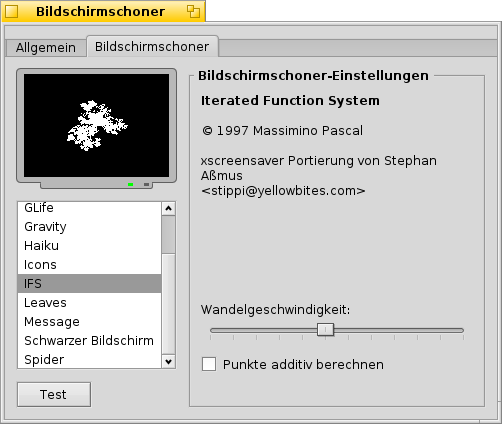 Bildschirmschoner
Allgemein
Bildschirmschoner
Bildschirmschoner-Einstellungen
Iterated Function System
© 1997 Massimino Pascal
xscreensaver Portierung von Stephan
Aßmus
<stippi@yellowbites.com>
GLife
Gravity
Haiku
Icons
IFS
Leaves
Message
Schwarzer Bildschirm
Spider
Wandelgeschwindigkeit:
Punkte additiv berechnen
Test